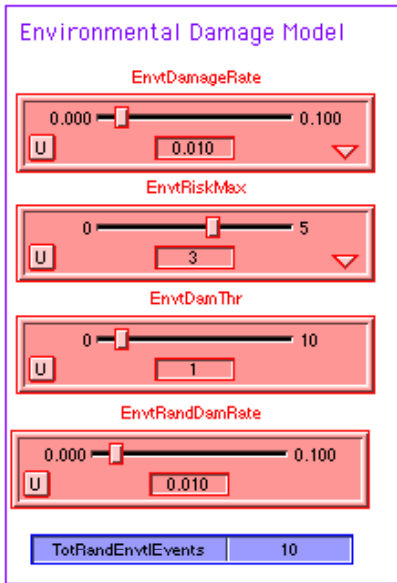 Environmental Damage Model
EnvtDamageRate
0.000 0.100
U 0.010
EnvtRiskMax
0 5
U 3
EnvtDamThr
0 10
U 1
EnvtRandDamRate
0.000 0.100
U 0.010
TotRandEnvtlEvents 10